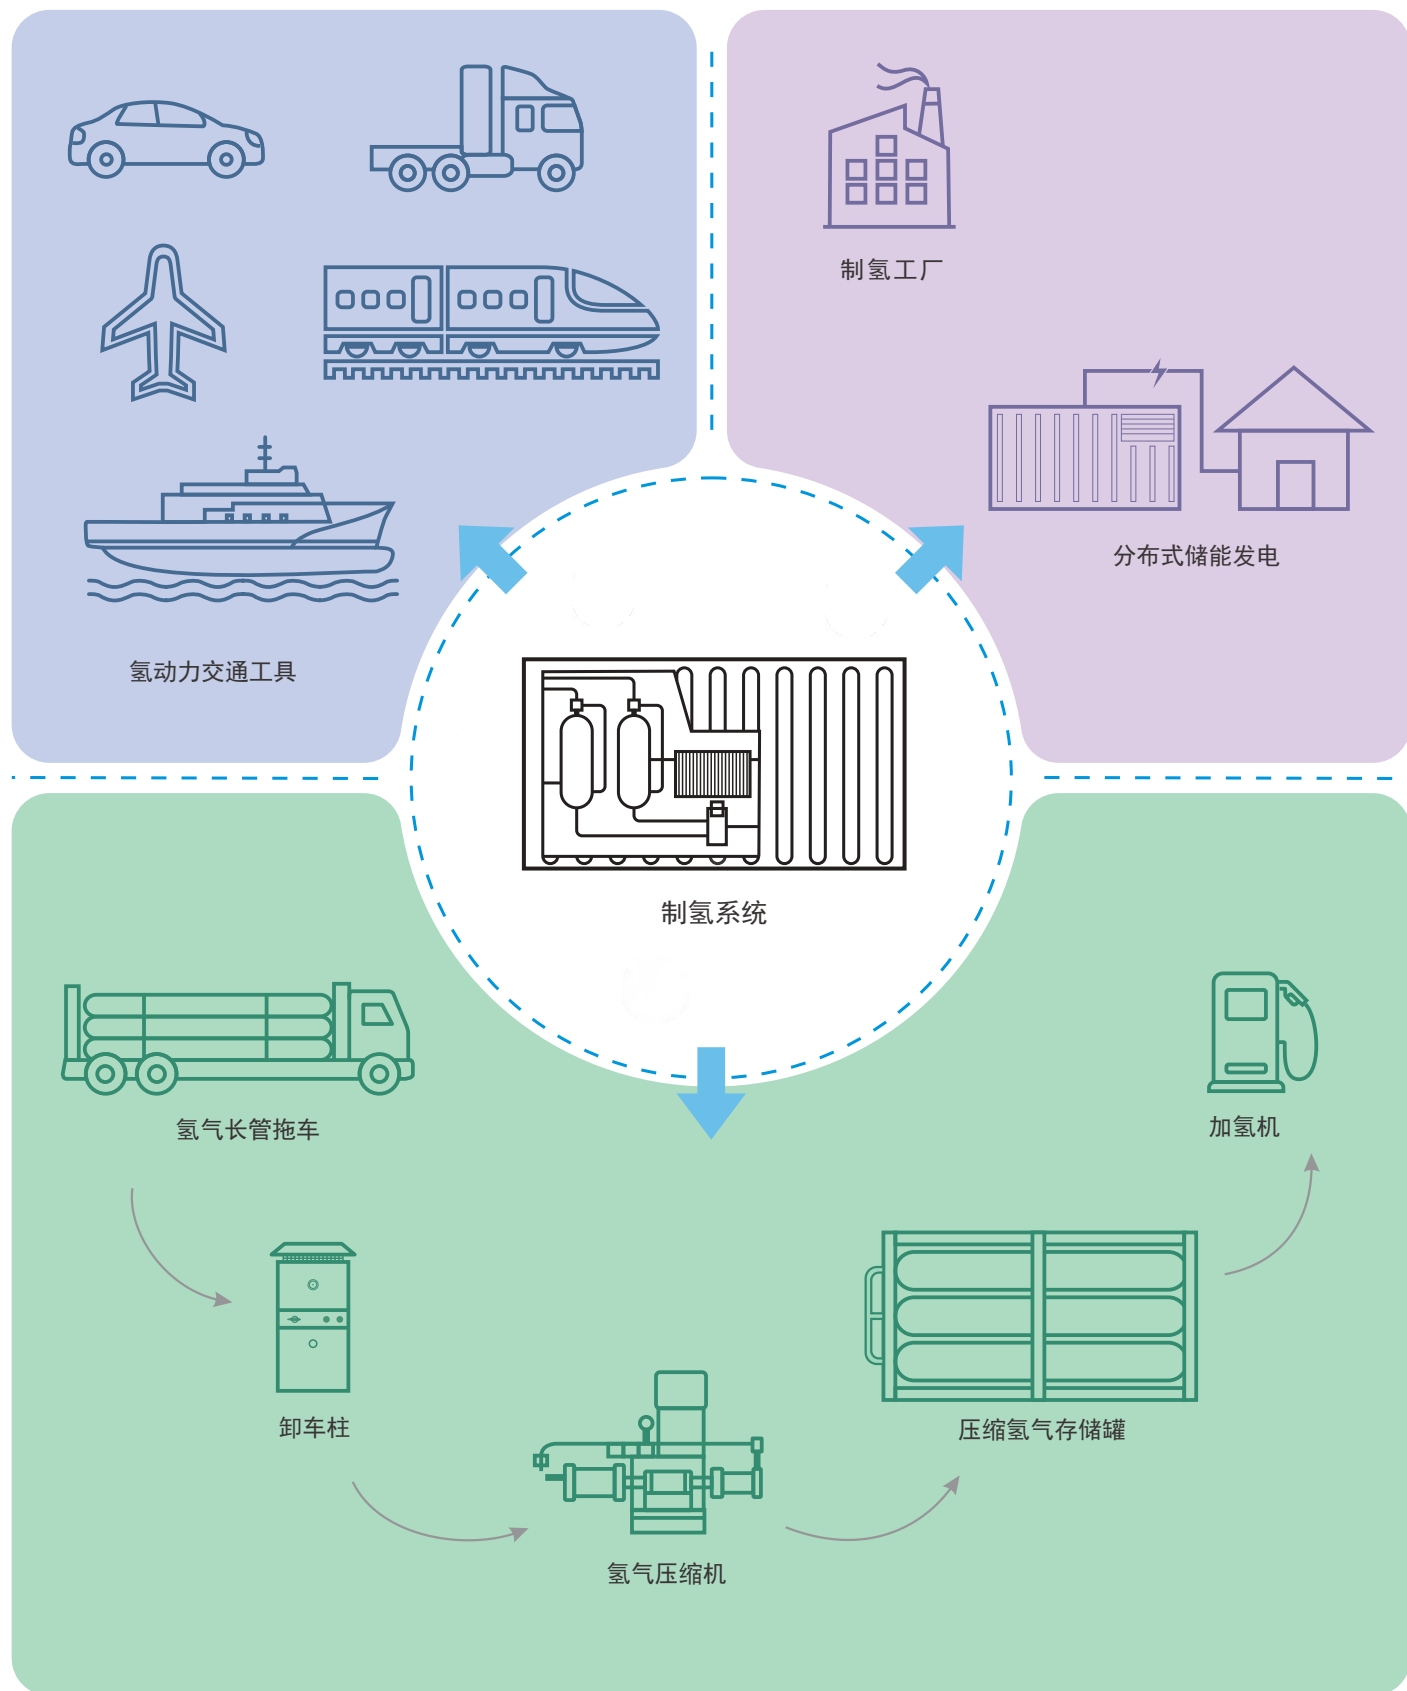 制氢工厂
分布式储能发电
氢动力交通工具
制氢系统
氢气长管拖车
加氢机
卸车柱
压缩氢气存储罐
氢气压缩机